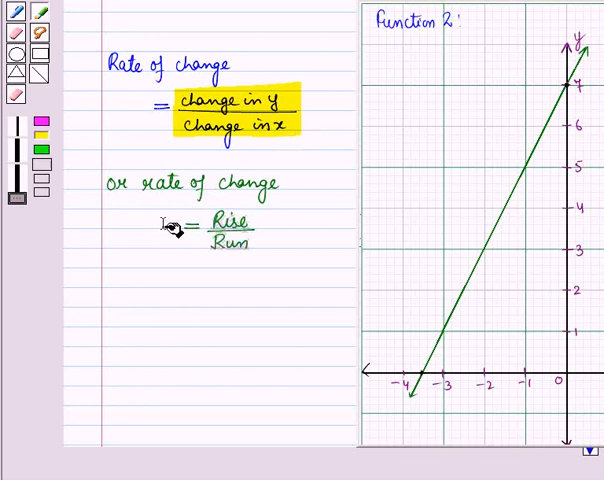 Function 2:
Rate of change
= change in y
change in x
or rate of change
= Rise
Run
y
7
6
5
4
3
2
1
-4 -3 -2 -1 0